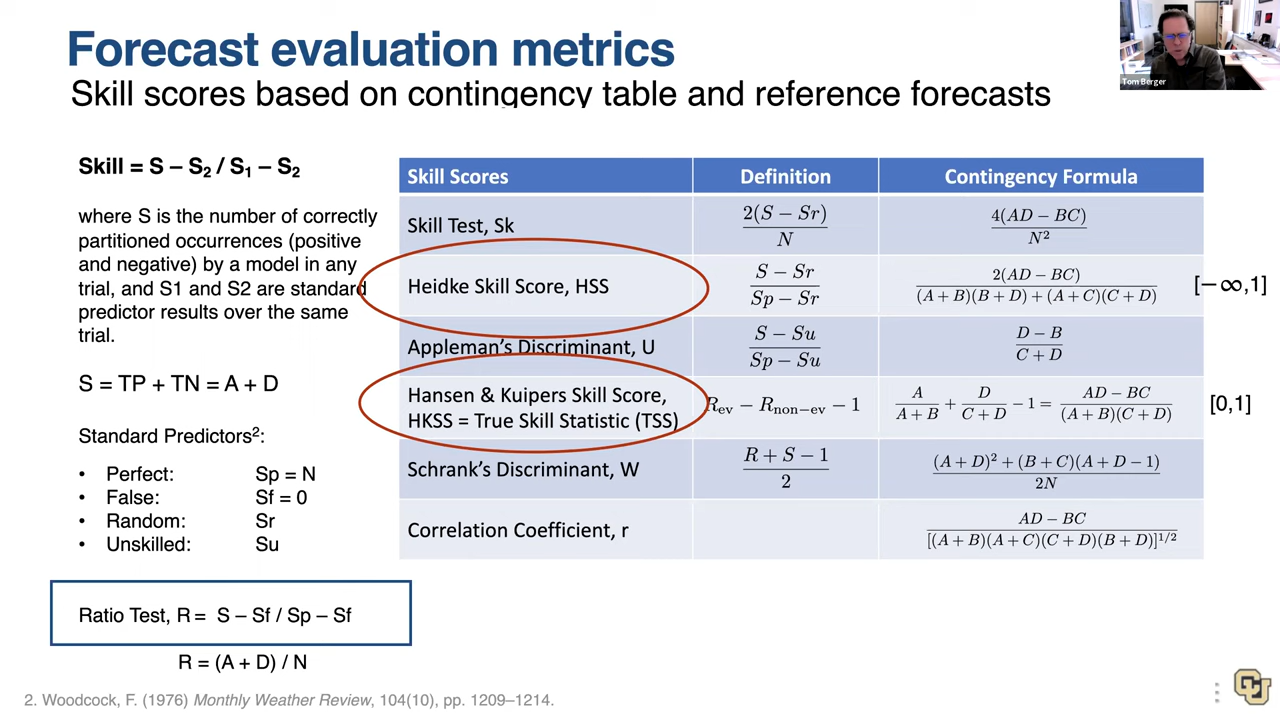 Forecast evaluation metrics
Skill scores based on contingency table and reference forecasts
Tom Berger
Skill = S – S₂ / S₁ – S₂
where S is the number of correctly
partitioned occurrences (positive
and negative) by a model in any
trial, and S1 and S2 are standard
predictor results over the same
trial.
S = TP + TN = A + D
Standard Predictors²:
• Perfect: Sp = N
• False: Sf = 0
• Random: Sr
• Unskilled: Su
Ratio Test, R = S – Sf / Sp – Sf
R = (A + D) / N
Skill Scores Definition Contingency Formula
Skill Test, Sk 2(S − Sr) / N 4(AD − BC) / N²
Heidke Skill Score, HSS S − Sr / Sp − Sr 2(AD − BC) / (A + B)(B + D) + (A + C)(C + D) [−∞,1]
Appleman's Discriminant, U S − Su / Sp − Su D − B / C + D
Hansen & Kuipers Skill Score,
HKSS = True Skill Statistic (TSS) R_ev − R_non−ev − 1 A / A + B + D / C + D − 1 = AD − BC / (A + B)(C + D) [0,1]
Schrank's Discriminant, W R + S − 1 / 2 (A + D)² + (B + C)(A + D − 1) / 2N
Correlation Coefficient, r AD − BC / [(A + B)(A + C)(C + D)(B + D)]^1/2
2. Woodcock, F. (1976) Monthly Weather Review, 104(10), pp. 1209–1214.
CU